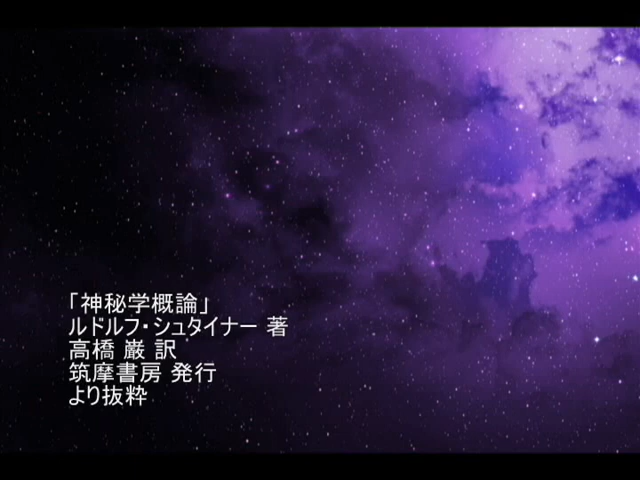 「神秘学概論」
ルドルフ・シュタイナー 著
高橋 巌 訳
筑摩書房 発行
より抜粋